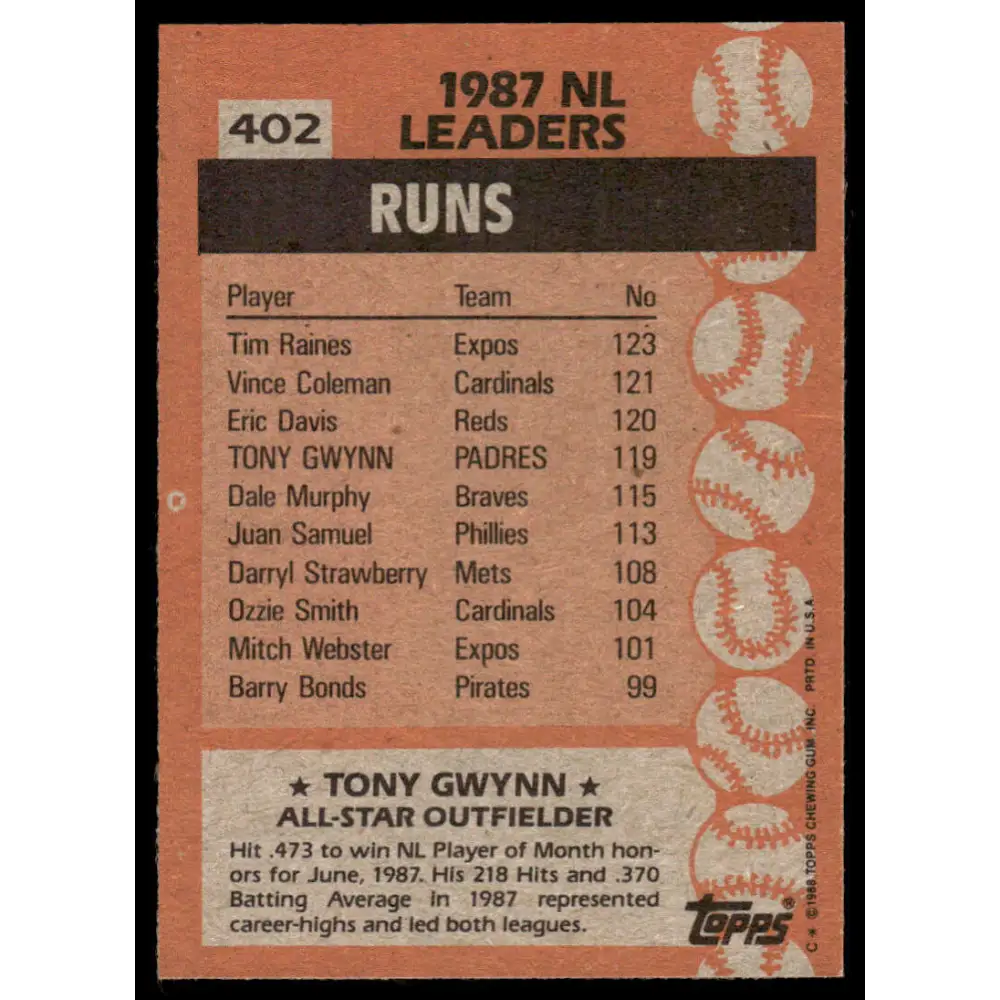 1987 NL
LEADERS
402
RUNS
Player Team No
Tim Raines Expos 123
Vince Coleman Cardinals 121
Eric Davis Reds 120
TONY GWYNN PADRES 119
Dale Murphy Braves 115
Juan Samuel Phillies 113
Darryl Strawberry Mets 108
Ozzie Smith Cardinals 104
Mitch Webster Expos 101
Barry Bonds Pirates 99
★ TONY GWYNN ★
ALL-STAR OUTFIELDER
Hit .473 to win NL Player of Month hon-
ors for June, 1987. His 218 Hits and .370
Batting Average in 1987 represented
career-highs and led both leagues.
TOPPS®
C * ©1988 TOPPS CHEWING GUM INC. PRTD. IN U.S.A